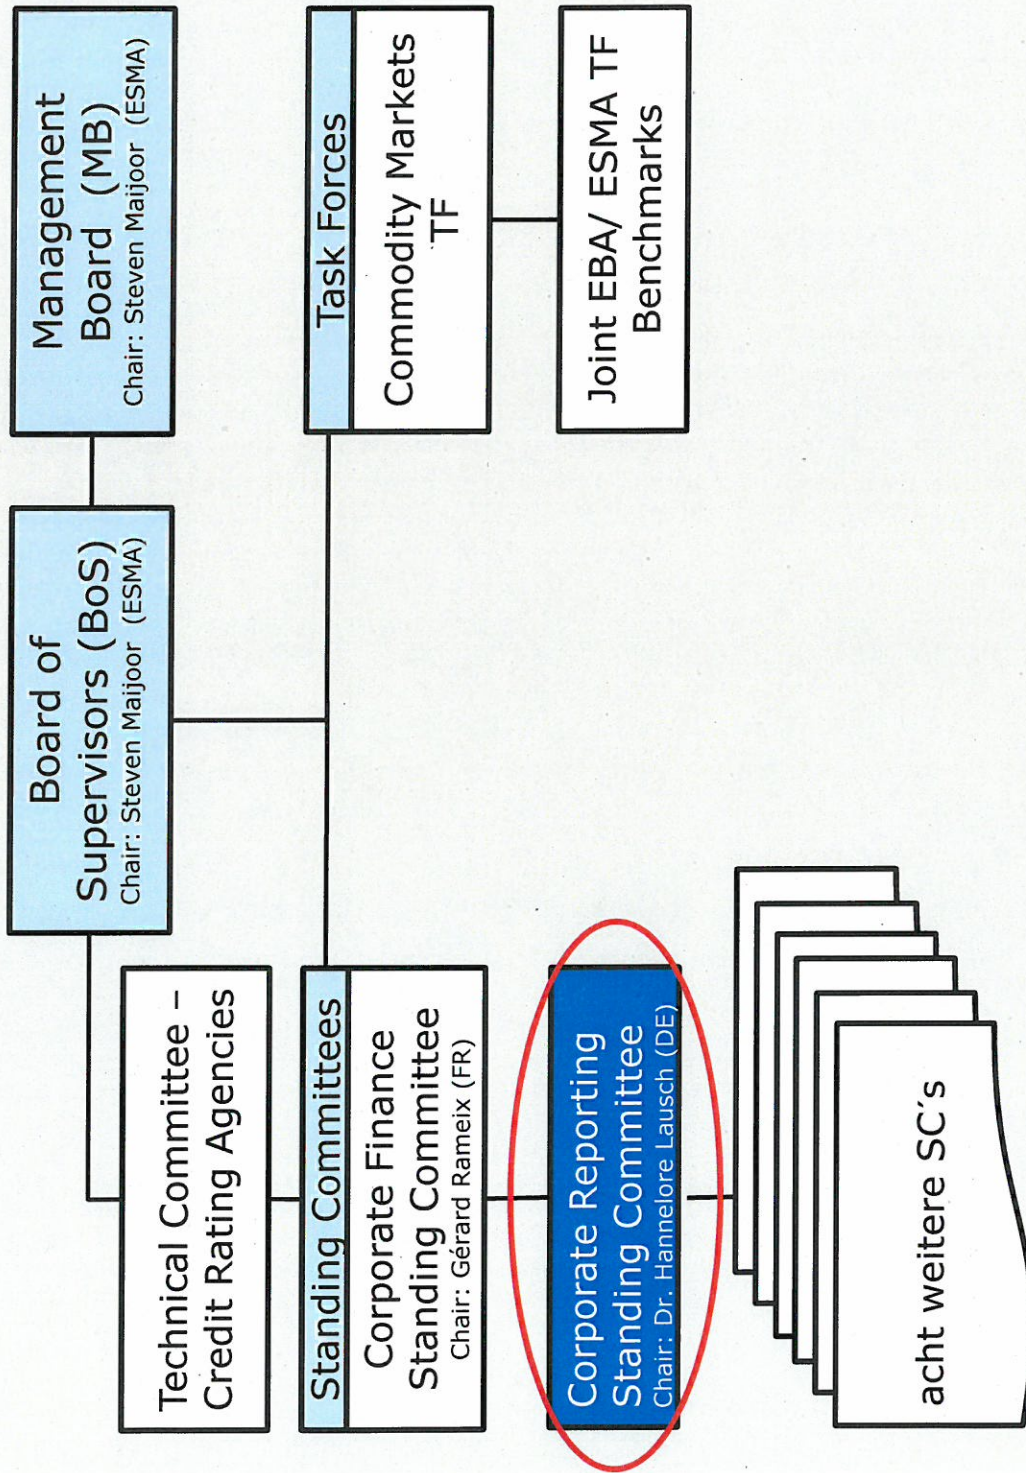 Board of
Supervisors (BoS)
Chair: Steven Maijoor (ESMA)
Management
Board (MB)
Chair: Steven Maijoor (ESMA)
Technical Committee –
Credit Rating Agencies
Standing Committees
Corporate Finance
Standing Committee
Chair: Gérard Rameix (FR)
Corporate Reporting
Standing Committee
Chair: Dr. Hannelore Lausch (DE)
acht weitere SC´s
Task Forces
Commodity Markets
TF
Joint EBA/ ESMA TF
Benchmarks